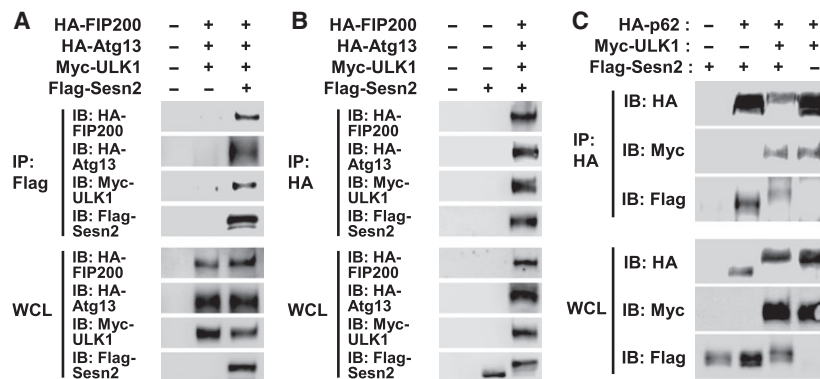 A
HA-FIP200 – + +
HA-Atg13 – + +
Myc-ULK1 – + +
Flag-Sesn2 – – +
IP:
Flag
IB: HA-
FIP200
IB: HA-
Atg13
IB: Myc-
ULK1
IB: Flag-
Sesn2
WCL
IB: HA-
FIP200
IB: HA-
Atg13
IB: Myc-
ULK1
IB: Flag-
Sesn2
B
HA-FIP200 – – +
HA-Atg13 – – +
Myc-ULK1 – – +
Flag-Sesn2 – + +
IP:
HA
IB: HA-
FIP200
IB: HA-
Atg13
IB: Myc-
ULK1
IB: Flag-
Sesn2
WCL
IB: HA-
FIP200
IB: HA-
Atg13
IB: Myc-
ULK1
IB: Flag-
Sesn2
C
HA-p62 : – + + +
Myc-ULK1 : – – + +
Flag-Sesn2 : + + + –
IP:
HA
IB: HA
IB: Myc
IB: Flag
WCL
IB: HA
IB: Myc
IB: Flag